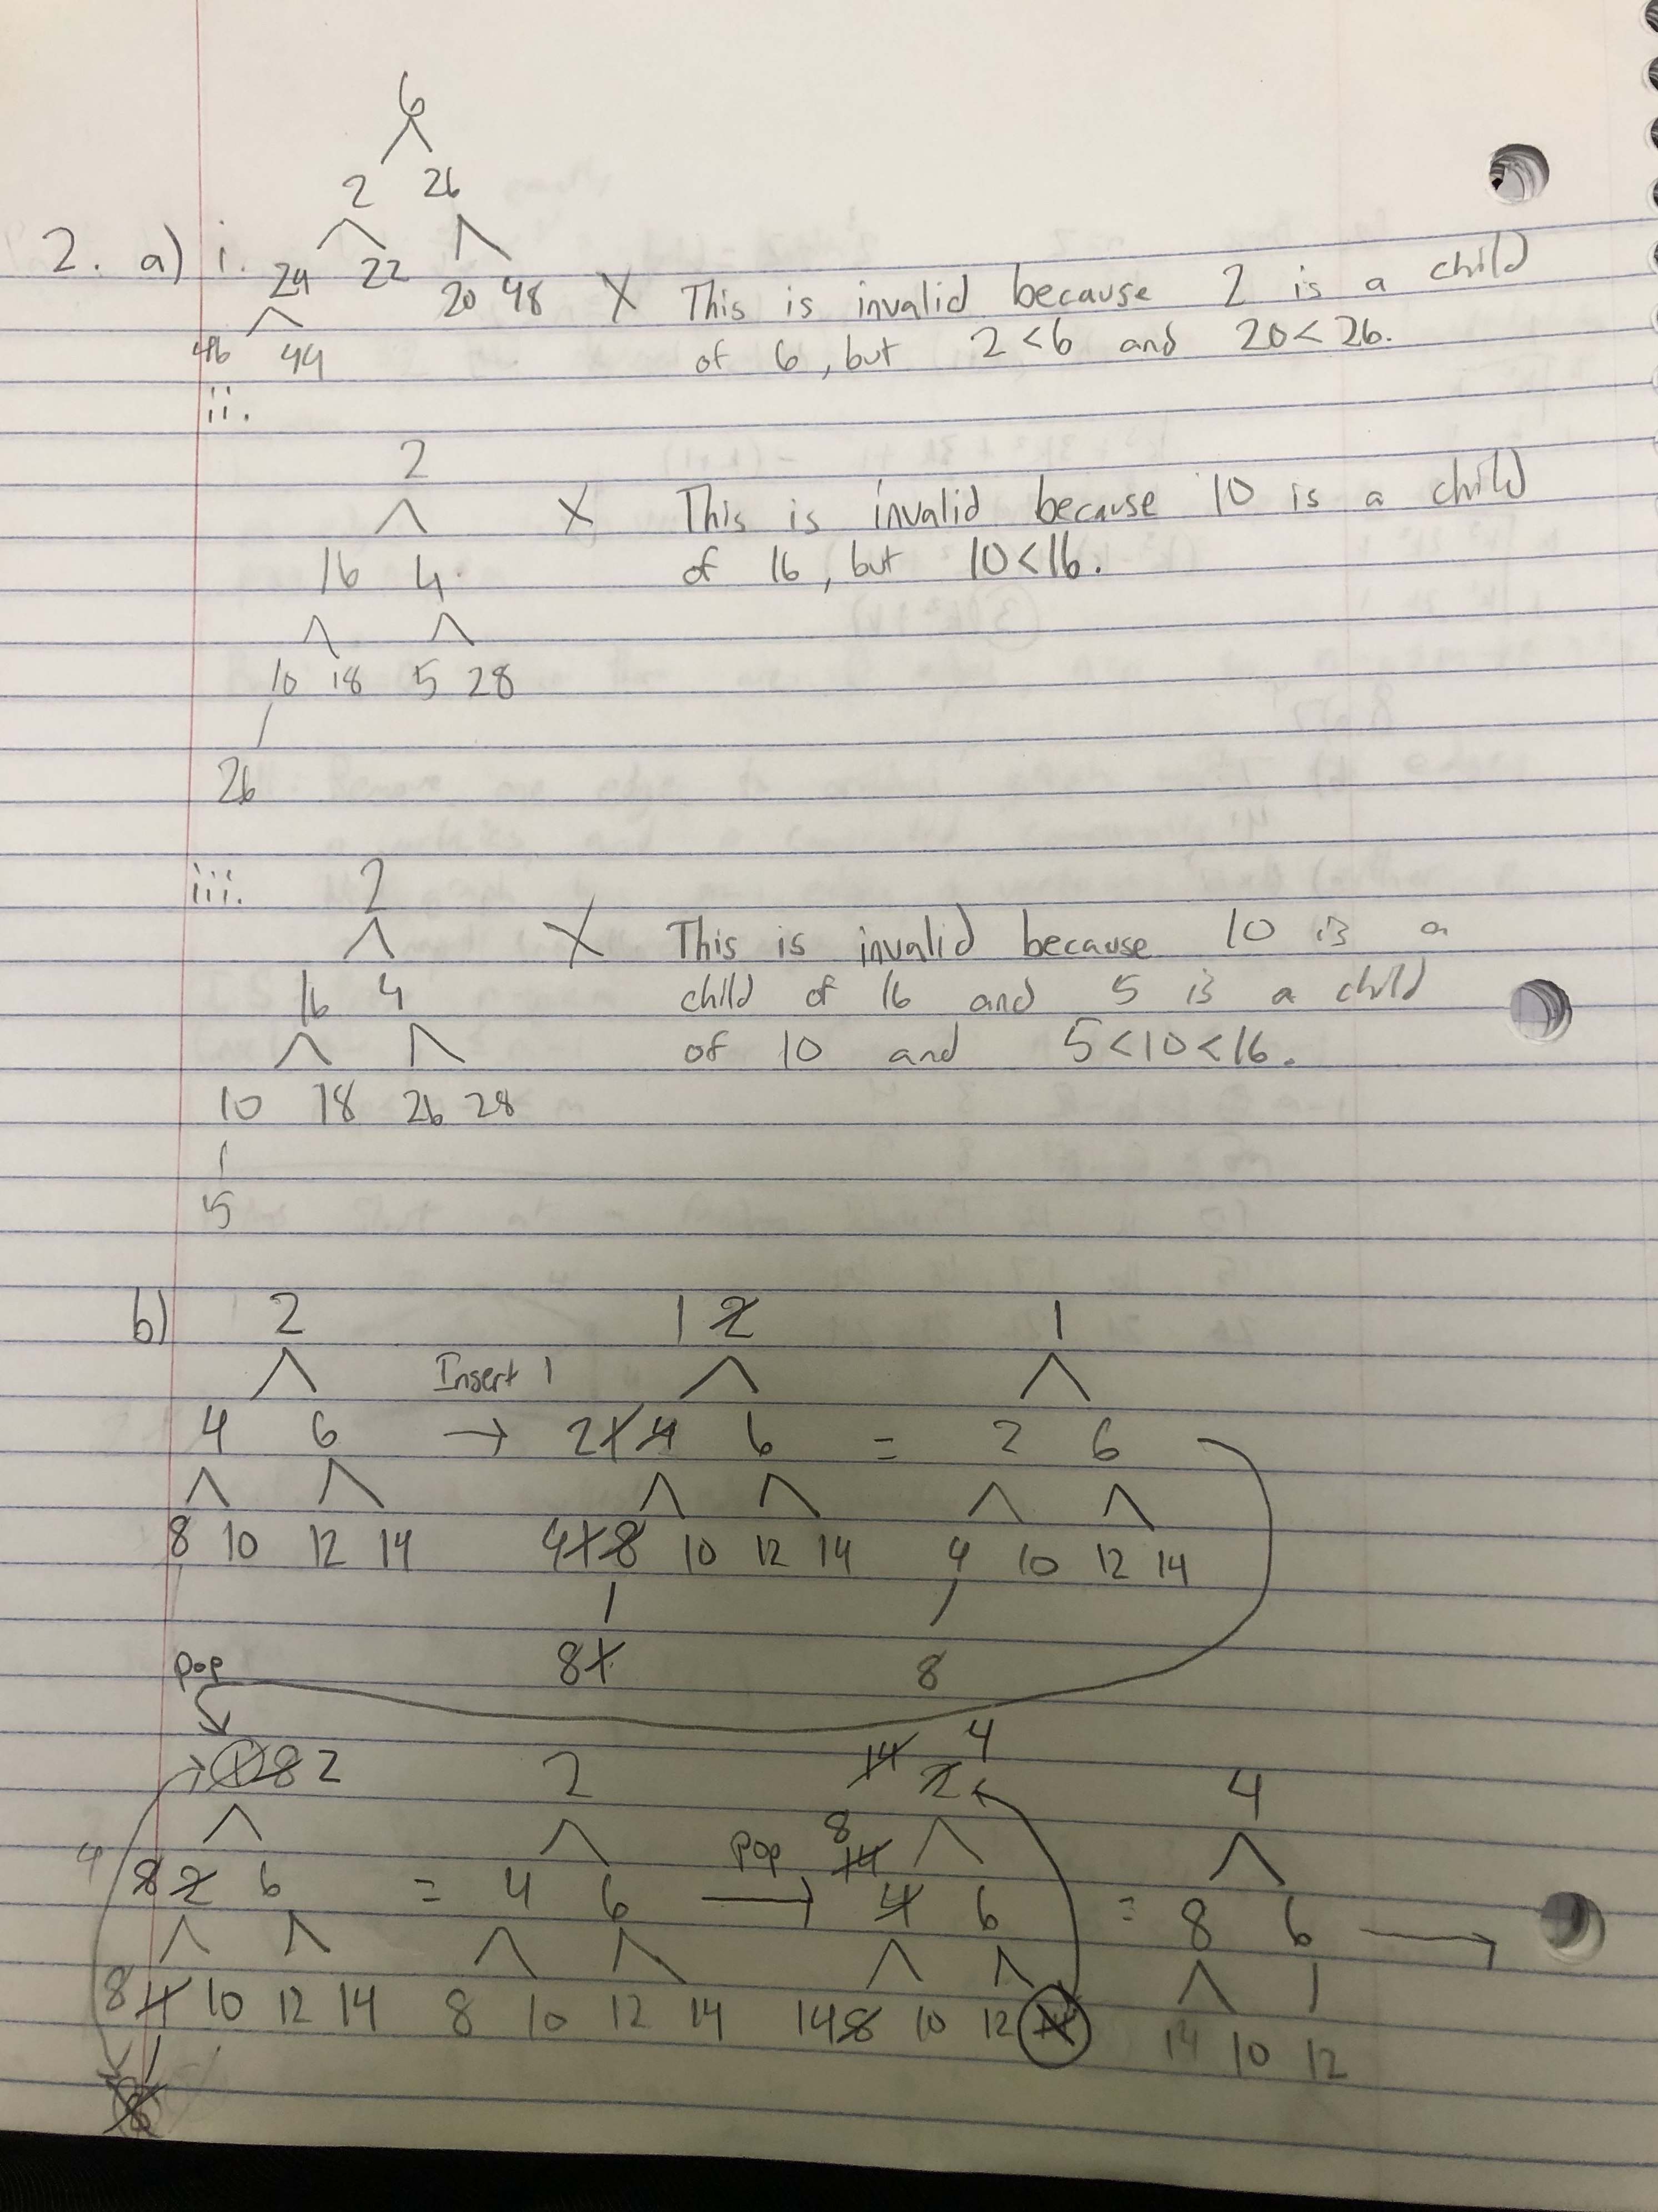 6
2 26
2. a) i. 24 22 20 48 X This is invalid because 2 is a child
46 44 of 6, but 2<6 and 20<26.
ii.
2
X This is invalid because 10 is a child
16 4 of 16, but 10<16.
10 18 5 28
26
iii. 2
X This is invalid because 10 is a
16 4 child of 16 and 5 is a child
of 10 and 5<10<16.
10 18 26 28
5
b) 2 1 2 1
Insert 1
4 6 → 2 1 4 6 = 2 6
8 10 12 14 4 1 8 10 12 14 4 10 12 14
8 1 8
pop
1 8 2 2 14 2 4 4
4 8 2 6 = 4 6 pop → 8 14 4 6 = 8 6 →
8 4 10 12 14 8 10 12 14 14 8 10 12 14 14 10 12
8